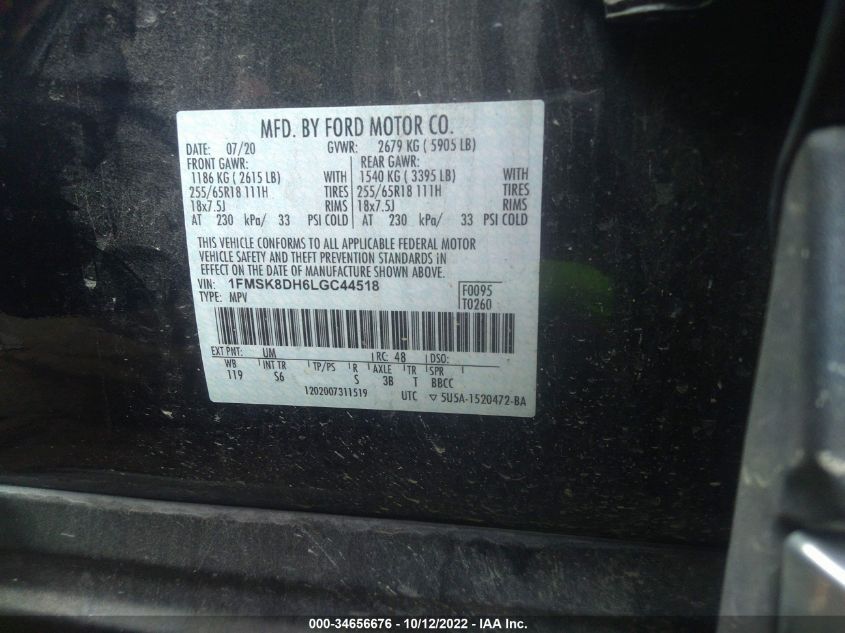 MFD. BY FORD MOTOR CO.
DATE: 07/20 GVWR: 2679 KG ( 5905 LB)
FRONT GAWR: REAR GAWR:
1186 KG ( 2615 LB) WITH 1540 KG ( 3395 LB) WITH
255/65R18 111H TIRES 255/65R18 111H TIRES
18x7.5J RIMS 18x7.5J RIMS
AT 230 kPa/ 33 PSI COLD AT 230 kPa/ 33 PSI COLD
THIS VEHICLE CONFORMS TO ALL APPLICABLE FEDERAL MOTOR
VEHICLE SAFETY AND THEFT PREVENTION STANDARDS IN
EFFECT ON THE DATE OF MANUFACTURE SHOWN ABOVE.
VIN: 1FMSK8DH6LGC44518 F0095
TYPE: MPV T0260
EXT PNT: UM RC: 48 DSO:
WB INT TR TP/PS R AXLE TR SPR
119 S6 S 3B T BBCC
1202007311519 UTC ▽ 5U5A-1520472-BA
000-34656676 - 10/12/2022 - IAA Inc.